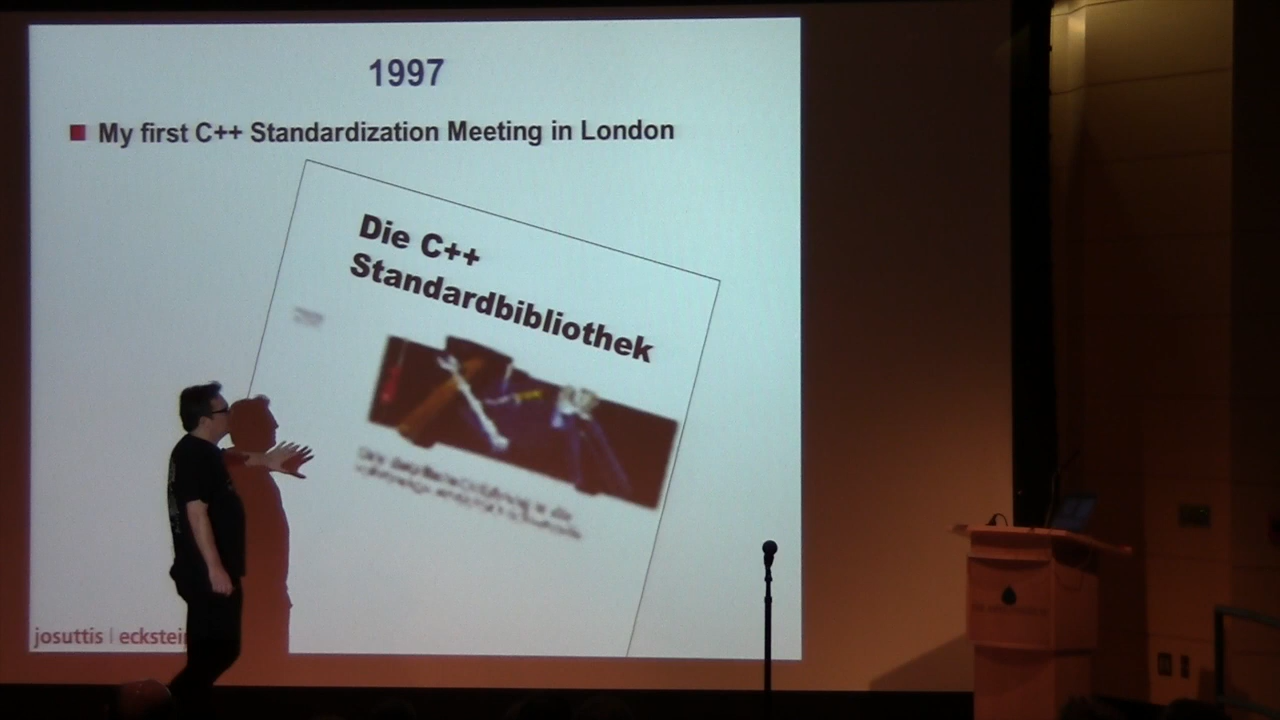 1997
My first C++ Standardization Meeting in London
Die C++
Standardbibliothek
josuttis | eckstei